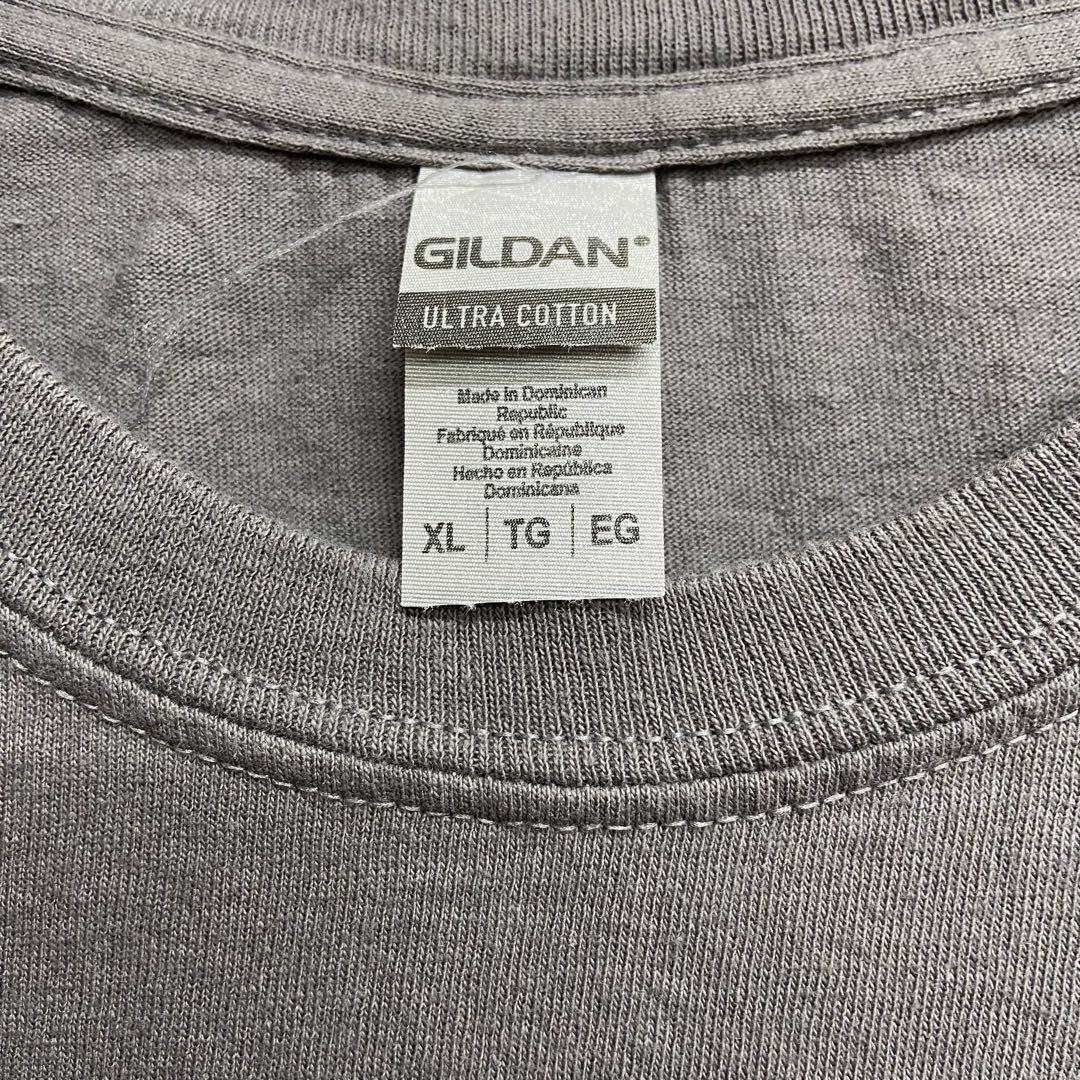 GILDAN®
ULTRA COTTON
Made in Dominican
Republic
Fabriqué en République
Dominicaine
Hecho en República
Dominicana
XL | TG | EG